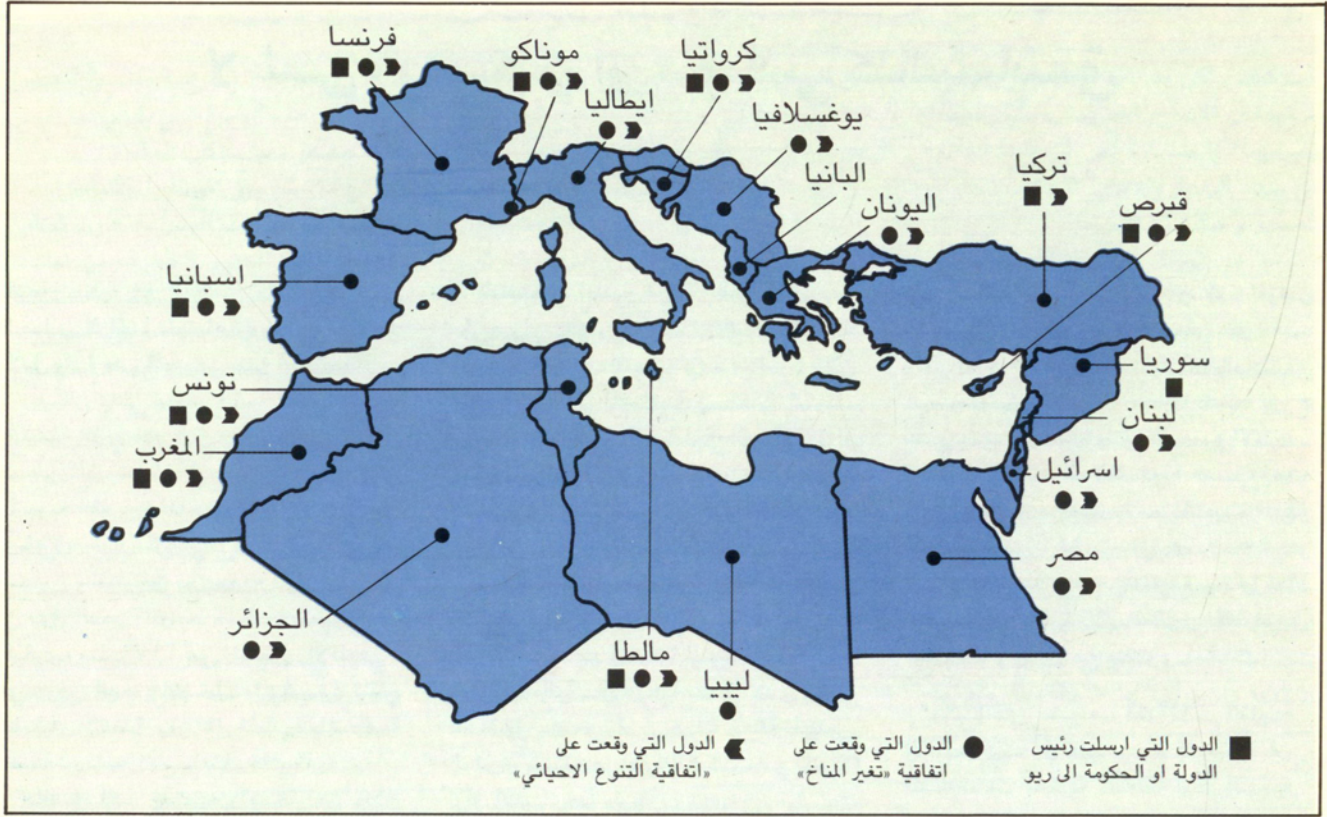 فرنسا
موناكو
كرواتيا
ايطاليا
يوغسلافيا
البانيا
تركيا
اليونان
قبرص
اسبانيا
سوريا
تونس
لبنان
المغرب
اسرائيل
مصر
الجزائر
مالطا
ليبيا
الدول التي ارسلت رئيس
الدولة أو الحكومة الى ريو
الدول التي وقعت على
اتفاقية «تغير المناخ»
الدول التي وقعت على
«اتفاقية التنوع الاحيائي»